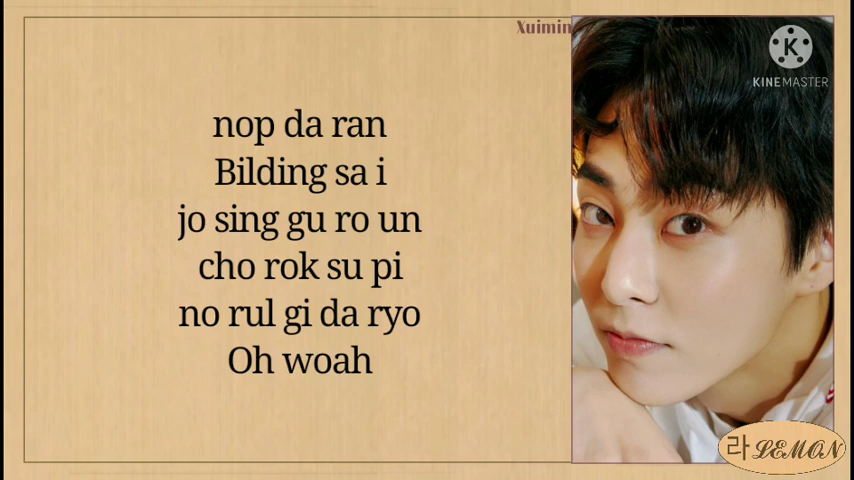 Xuimin
KINEMASTER
nop da ran
Bilding sa i
jo sing gu ro un
cho rok su pi
no rul gi da ryo
Oh woah
라 LEMON